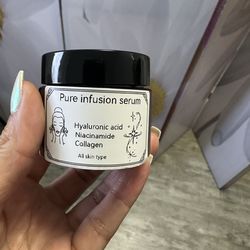 Pure infusion serum
Hyaluronic acid
Niacinamide
Collagen
All skin type